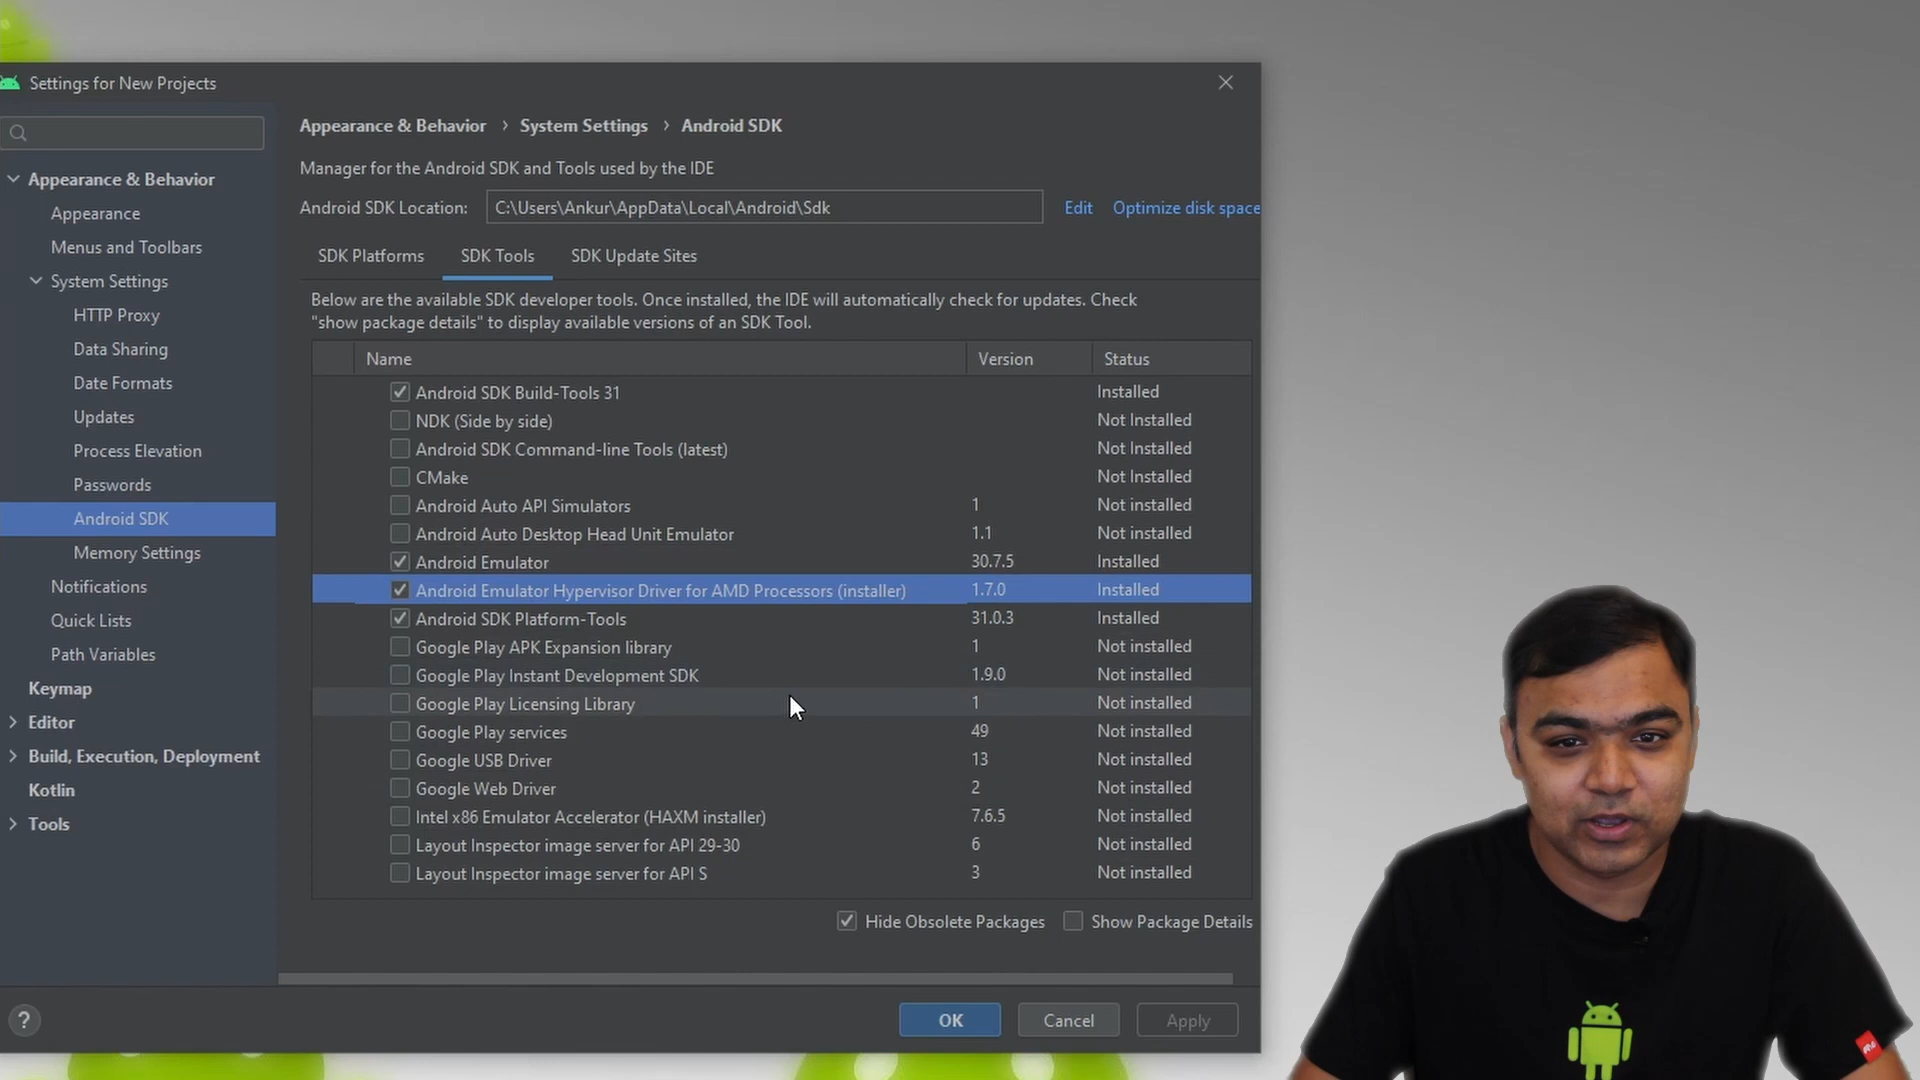 Settings for New Projects
Appearance & Behavior
Appearance
Menus and Toolbars
System Settings
HTTP Proxy
Data Sharing
Date Formats
Updates
Process Elevation
Passwords
Android SDK
Memory Settings
Notifications
Quick Lists
Path Variables
Keymap
Editor
Build, Execution, Deployment
Kotlin
Tools
?
Appearance & Behavior › System Settings › Android SDK
Manager for the Android SDK and Tools used by the IDE
Android SDK Location: C:\Users\Ankur\AppData\Local\Android\Sdk Edit Optimize disk space
SDK Platforms SDK Tools SDK Update Sites
Below are the available SDK developer tools. Once installed, the IDE will automatically check for updates. Check
"show package details" to display available versions of an SDK Tool.
Name Version Status
Android SDK Build-Tools 31 Installed
NDK (Side by side) Not Installed
Android SDK Command-line Tools (latest) Not Installed
CMake Not Installed
Android Auto API Simulators 1 Not installed
Android Auto Desktop Head Unit Emulator 1.1 Not installed
Android Emulator 30.7.5 Installed
Android Emulator Hypervisor Driver for AMD Processors (installer) 1.7.0 Installed
Android SDK Platform-Tools 31.0.3 Installed
Google Play APK Expansion library 1 Not installed
Google Play Instant Development SDK 1.9.0 Not installed
Google Play Licensing Library 1 Not installed
Google Play services 49 Not installed
Google USB Driver 13 Not installed
Google Web Driver 2 Not installed
Intel x86 Emulator Accelerator (HAXM installer) 7.6.5 Not installed
Layout Inspector image server for API 29-30 6 Not installed
Layout Inspector image server for API S 3 Not installed
Hide Obsolete Packages Show Package Details
OK Cancel Apply